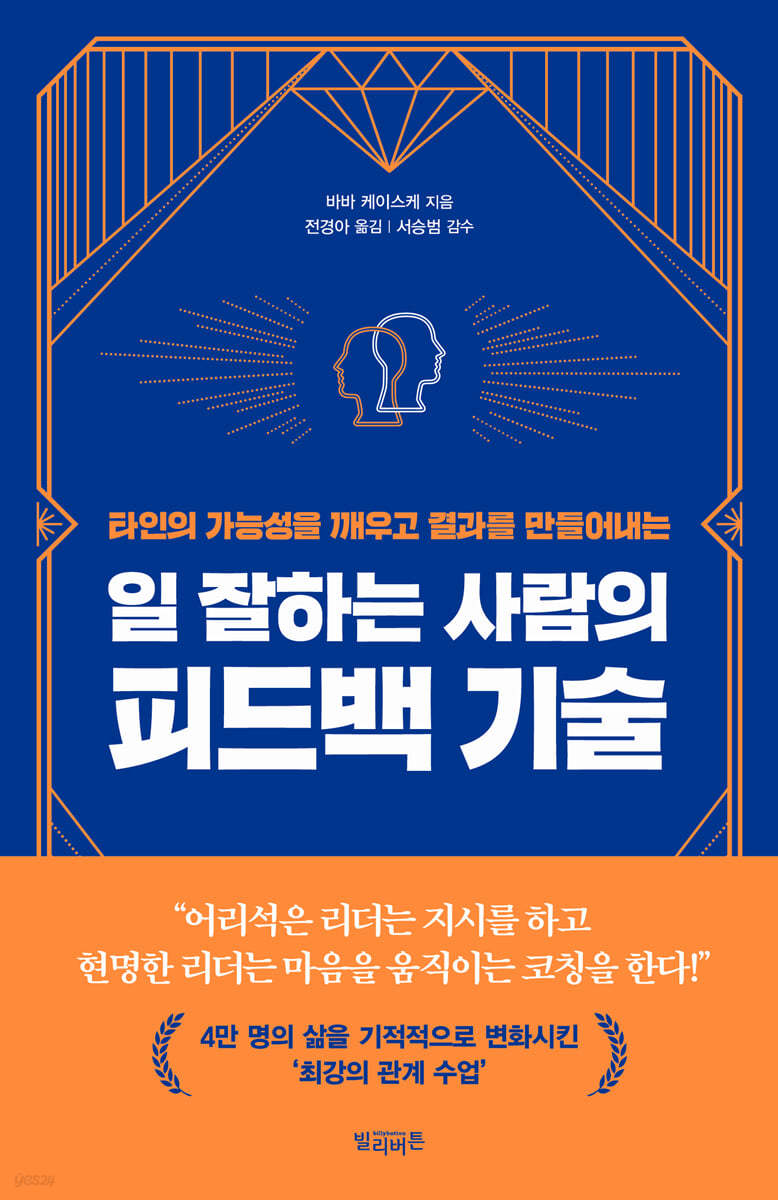 바바 케이스케 지음
전경아 옮김 | 서승범 감수
타인의 가능성을 깨우고 결과를 만들어내는
일 잘하는 사람의
피드백 기술
“어리석은 리더는 지시를 하고
현명한 리더는 마음을 움직이는 코칭을 한다!”
4만 명의 삶을 기적적으로 변화시킨
‘최강의 관계 수업’
billybutton
빌리버튼
yes24